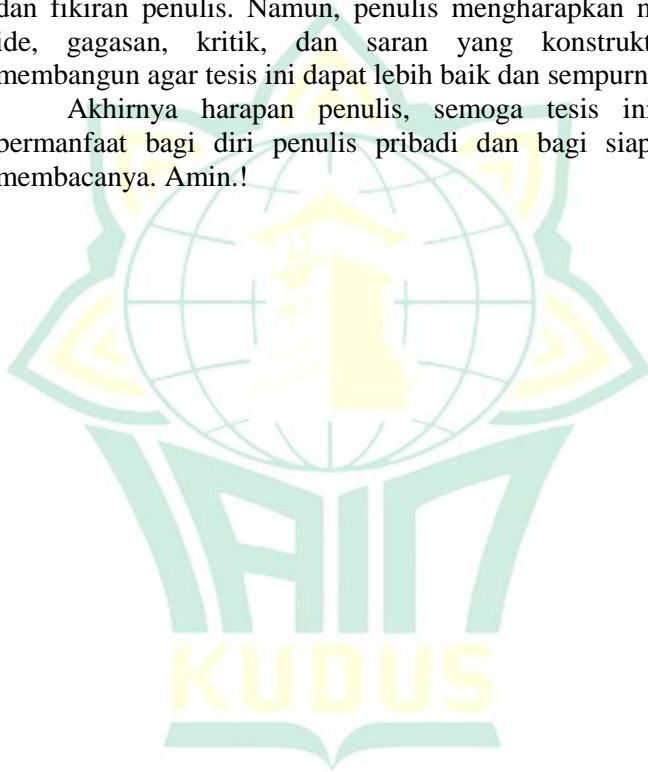 dan fikiran penulis. Namun, penulis mengharapkan
ide, gagasan, kritik, dan saran yang
membangun agar tesis ini dapat lebih baik dan
Akhirnya harapan penulis, semoga tesis ini
bermanfaat bagi diri penulis pribadi dan bagi
membacanya. Amin.!
IAIN
KUDUS